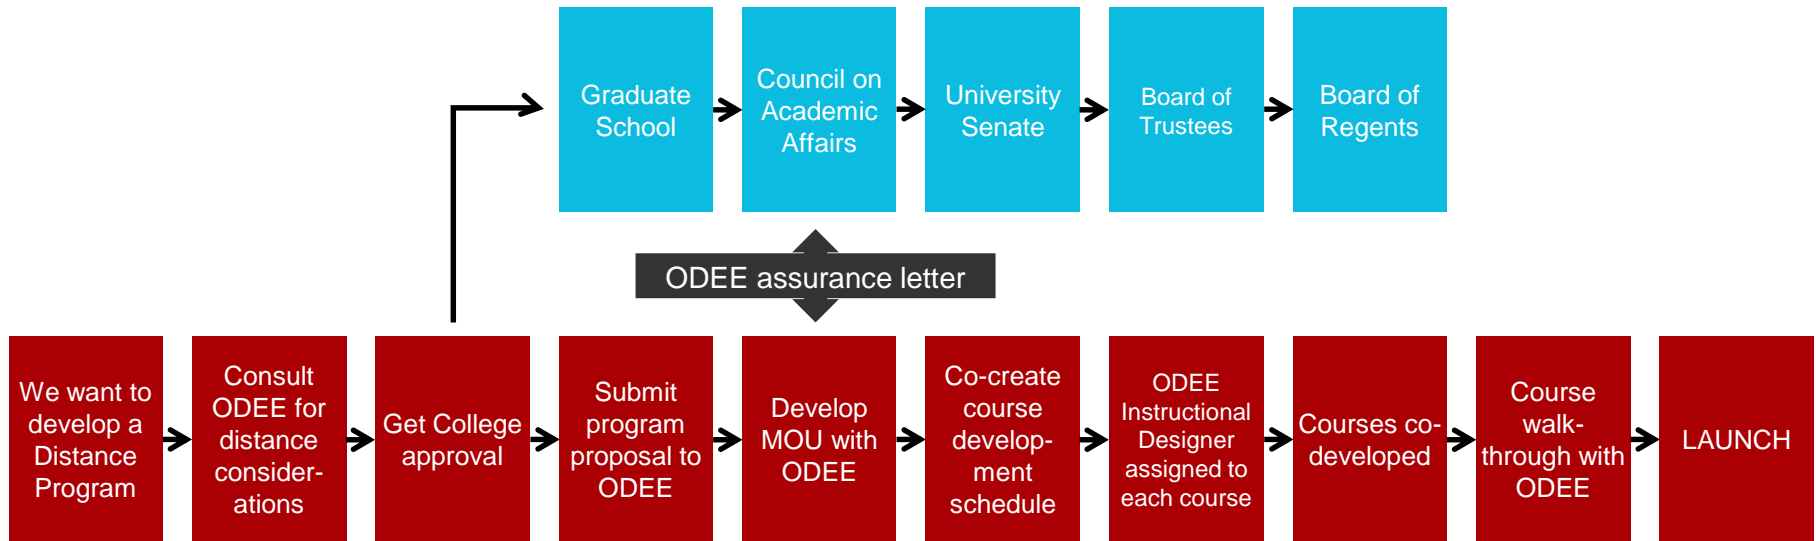 Graduate
School
Council on
Academic
Affairs
University
Senate
Board of
Trustees
Board of
Regents
ODEE assurance letter
We want to
develop a
Distance
Program
Consult
ODEE for
distance
consider-
ations
Get College
approval
Submit
program
proposal to
ODEE
Develop
MOU with
ODEE
Co-create
course
develop-
ment
schedule
ODEE
Instructional
Designer
assigned to
each course
Courses co-
developed
Course
walk-
through with
ODEE
LAUNCH